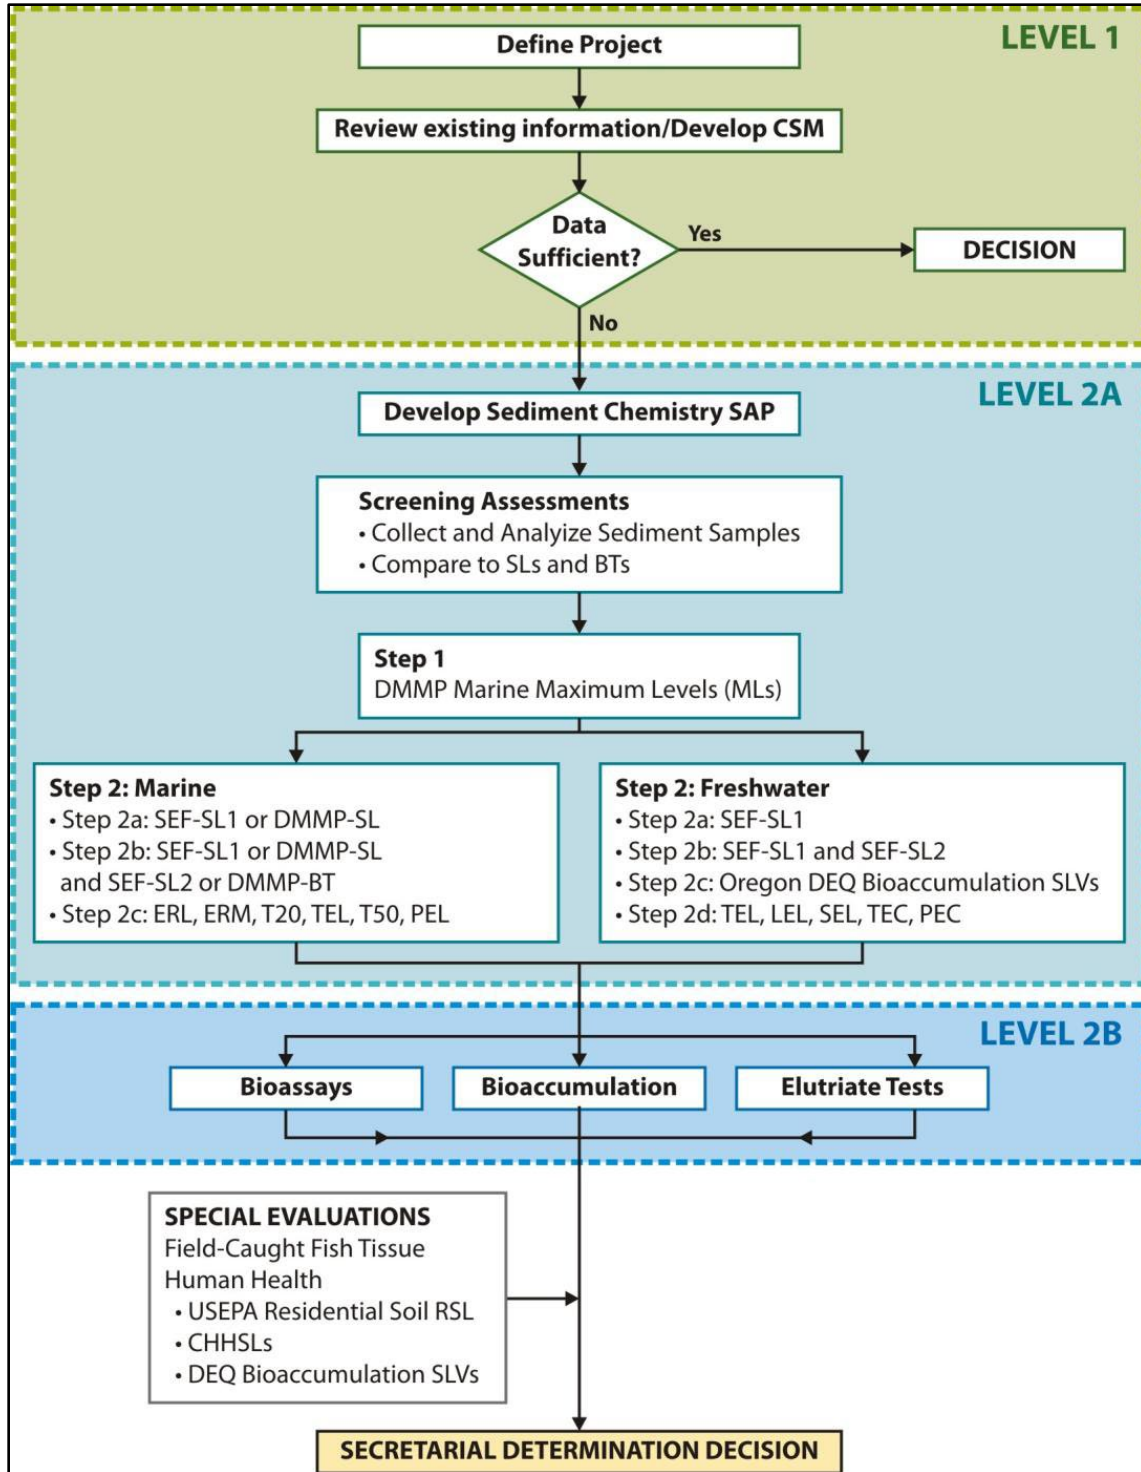 LEVEL 1
Define Project
Review existing information/Develop CSM
Data
Sufficient?
Yes
DECISION
No
LEVEL 2A
Develop Sediment Chemistry SAP
Screening Assessments
• Collect and Analyize Sediment Samples
• Compare to SLs and BTs
Step 1
DMMP Marine Maximum Levels (MLs)
Step 2: Marine
• Step 2a: SEF-SL1 or DMMP-SL
• Step 2b: SEF-SL1 or DMMP-SL
and SEF-SL2 or DMMP-BT
• Step 2c: ERL, ERM, T20, TEL, T50, PEL
Step 2: Freshwater
• Step 2a: SEF-SL1
• Step 2b: SEF-SL1 and SEF-SL2
• Step 2c: Oregon DEQ Bioaccumulation SLVs
• Step 2d: TEL, LEL, SEL, TEC, PEC
LEVEL 2B
Bioassays
Bioaccumulation
Elutriate Tests
SPECIAL EVALUATIONS
Field-Caught Fish Tissue
Human Health
• USEPA Residential Soil RSL
• CHHSLs
• DEQ Bioaccumulation SLVs
SECRETARIAL DETERMINATION DECISION